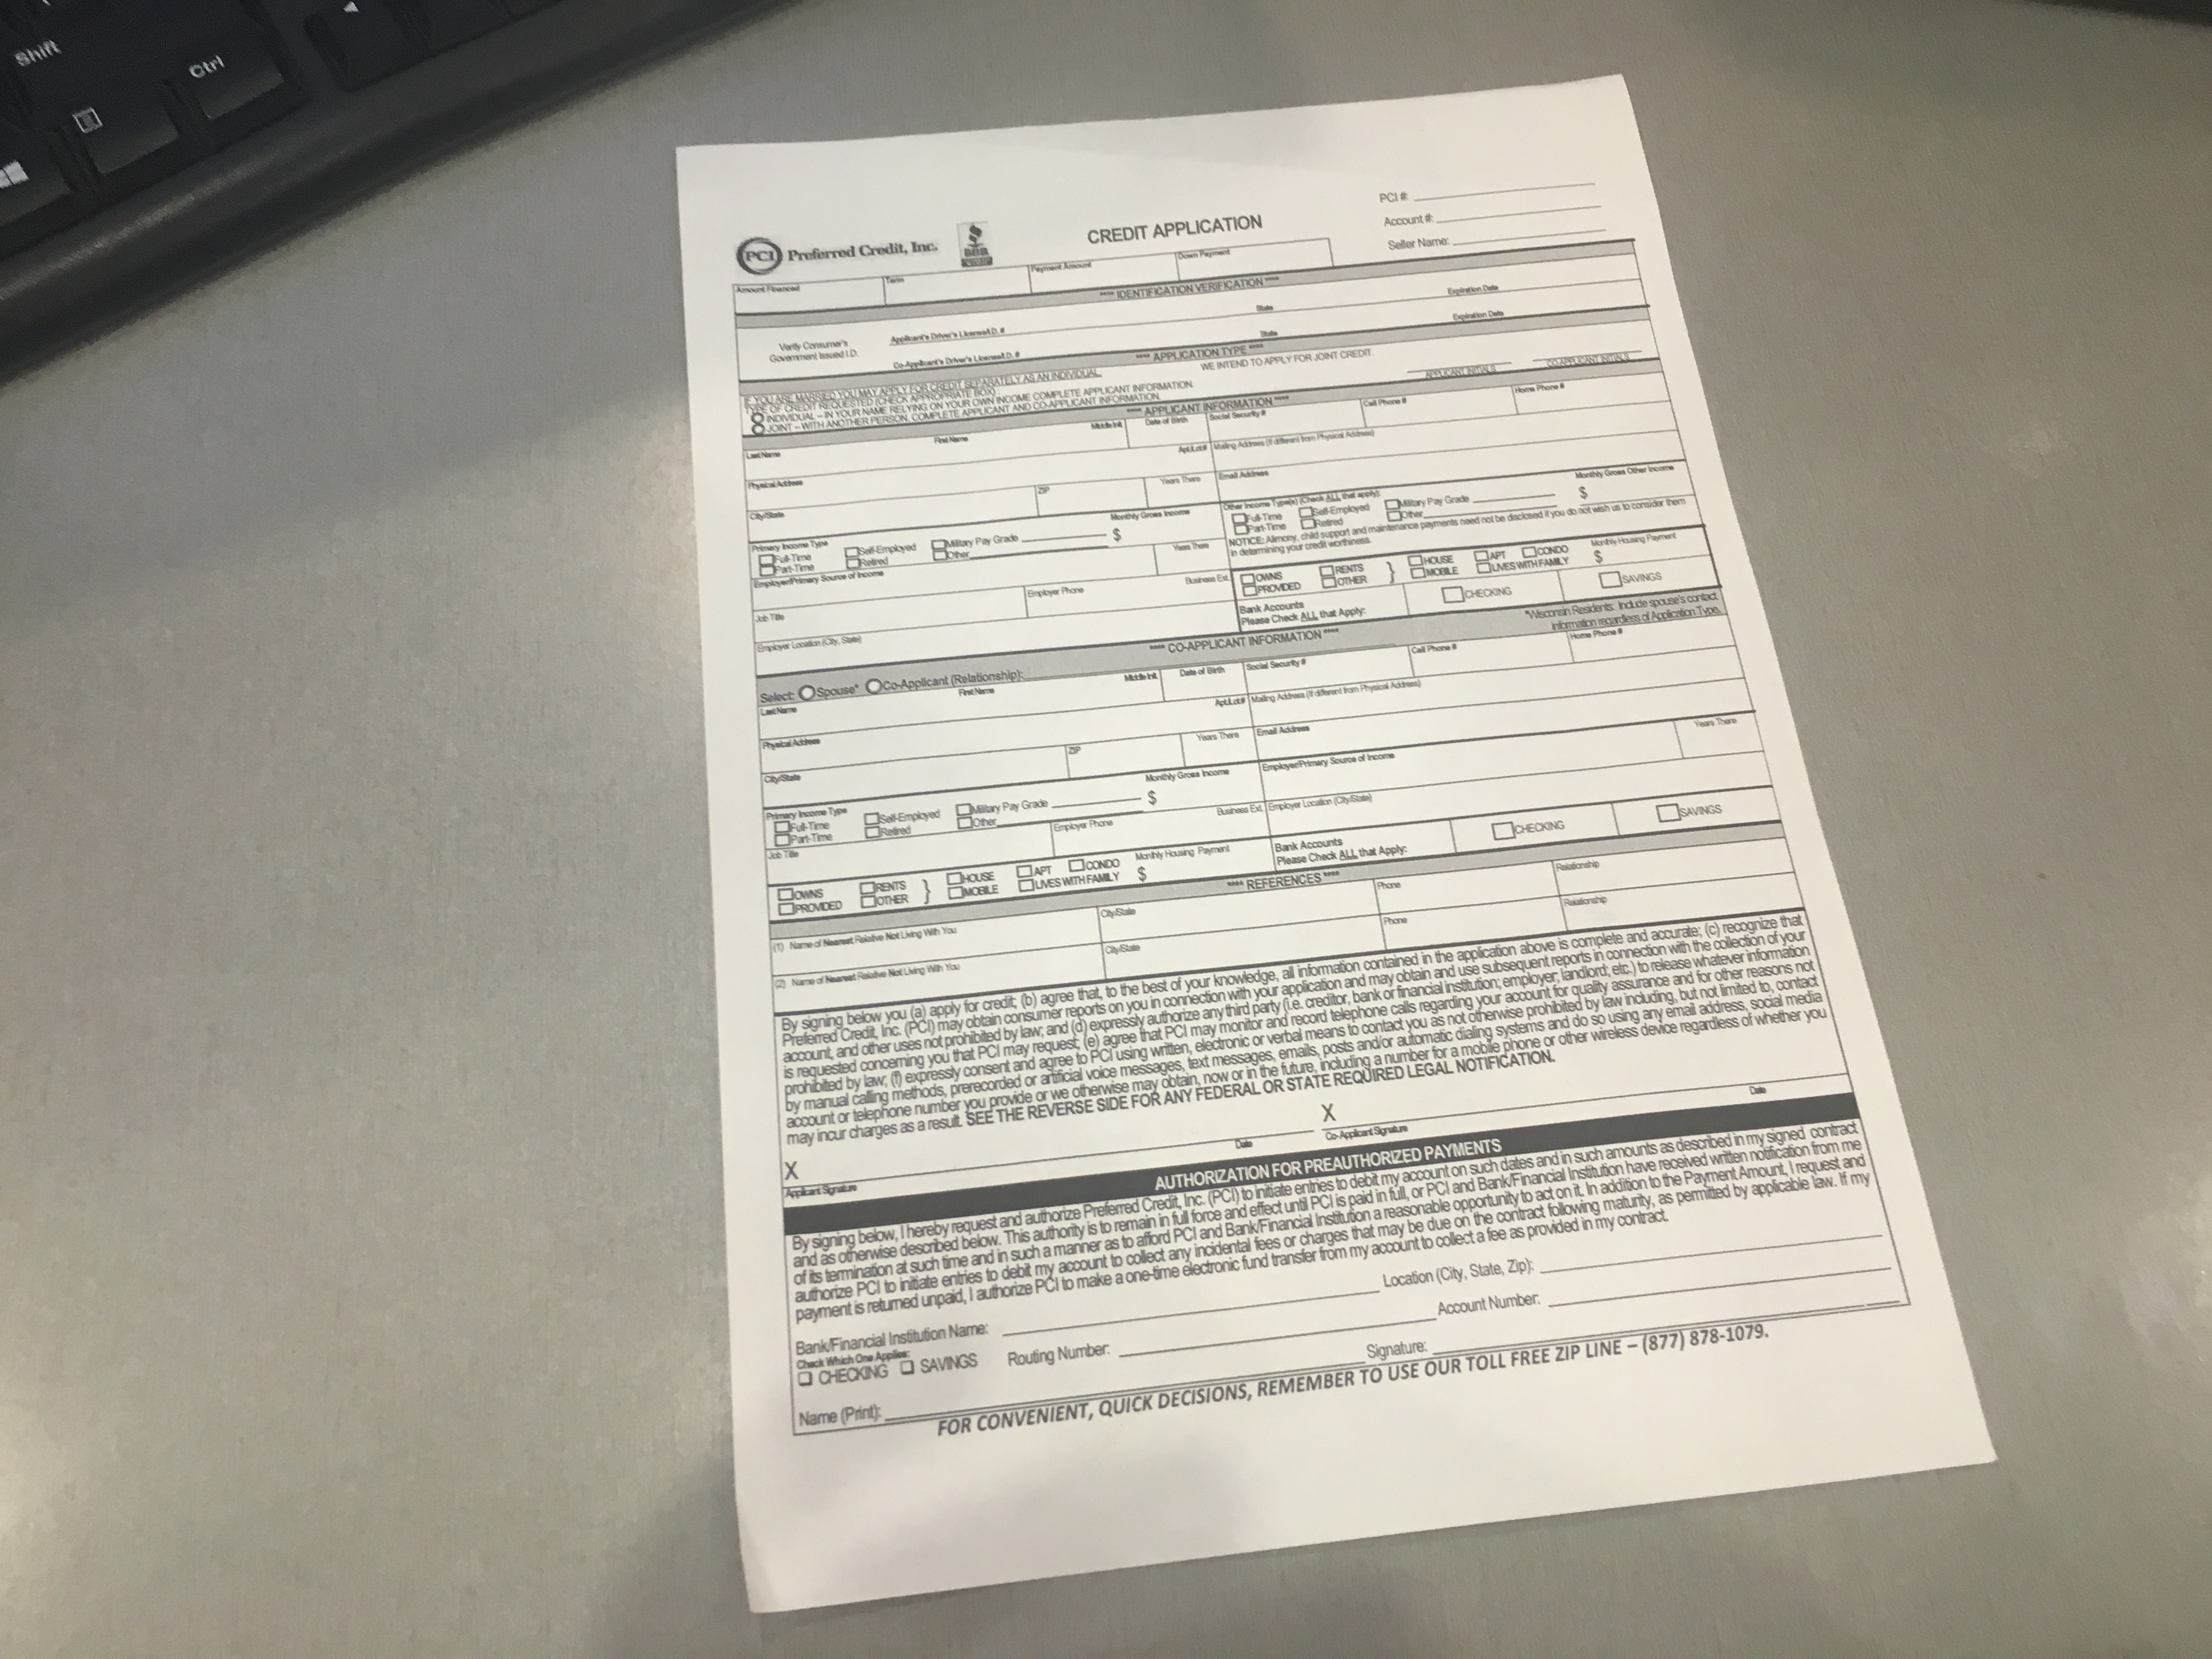 Shift
Ctrl
PCI #:
Account #:
Seller Name:
PCI Preferred Credit, Inc.
BBB
CREDIT APPLICATION
Amount Financed Term Payment Amount Down Payment
**** IDENTIFICATION VERIFICATION ****
Verify Consumer's
Government Issued I.D.
Applicant's Driver's License/I.D. # State Expiration Date
Co-Applicant's Driver's License/I.D. # State Expiration Date
**** APPLICATION TYPE ****
IF YOU ARE MARRIED YOU MAY APPLY FOR CREDIT SEPARATELY AS AN INDIVIDUAL.
TYPE OF CREDIT REQUESTED (CHECK APPROPRIATE BOX)
INDIVIDUAL – IN YOUR NAME RELYING ON YOUR OWN INCOME COMPLETE APPLICANT INFORMATION.
JOINT – WITH ANOTHER PERSON. COMPLETE APPLICANT AND CO-APPLICANT INFORMATION.
WE INTEND TO APPLY FOR JOINT CREDIT
APPLICANT INITIALS CO-APPLICANT INITIALS
**** APPLICANT INFORMATION ****
Last Name First Name Middle Init. Date of Birth Social Security # Cell Phone # Home Phone #
Physical Address Apt/Lot# Mailing Address (If different from Physical Address)
City/State ZIP Years There Email Address
Primary Income Type Monthly Gross Income
Full-Time Self-Employed Military Pay Grade $
Part-Time Retired Other
Other Income Type(s) (Check ALL that apply): Monthly Gross Other Income
Full-Time Self-Employed Military Pay Grade $
Part-Time Retired Other
NOTICE: Alimony, child support and maintenance payments need not be disclosed if you do not wish us to consider them
in determining your credit worthiness.
Employer/Primary Source of Income Years There
OWNS RENTS } HOUSE APT CONDO Monthly Housing Payment
PROVIDED OTHER MOBILE LIVES WITH FAMILY $
Job Title Employer Phone Business Ext.
Bank Accounts
Please Check ALL that Apply: CHECKING SAVINGS
Employer Location (City, State)
**** CO-APPLICANT INFORMATION ****
*Wisconsin Residents: Include spouse's contact
information regardless of Application Type.
Select: Spouse* Co-Applicant (Relationship):
Last Name First Name Middle Init. Date of Birth Social Security # Cell Phone # Home Phone #
Physical Address Apt/Lot# Mailing Address (If different from Physical Address)
City/State ZIP Years There Email Address
Primary Income Type Monthly Gross Income Employer/Primary Source of Income Years There
Full-Time Self-Employed Military Pay Grade $
Part-Time Retired Other
Job Title Employer Phone Business Ext. Employer Location (City/State)
OWNS RENTS } HOUSE APT CONDO Monthly Housing Payment
PROVIDED OTHER MOBILE LIVES WITH FAMILY $
Bank Accounts
Please Check ALL that Apply: CHECKING SAVINGS
**** REFERENCES ****
(1) Name of Nearest Relative Not Living With You City/State Phone Relationship
(2) Name of Nearest Relative Not Living With You City/State Phone Relationship
By signing below you (a) apply for credit; (b) agree that, to the best of your knowledge, all information contained in the application above is complete and accurate; (c) recognize that
Preferred Credit, Inc. (PCI) may obtain consumer reports on you in connection with your application and may obtain and use subsequent reports in connection with the collection of your
account, and other uses not prohibited by law; and (d) expressly authorize any third party (i.e. creditor, bank or financial institution; employer; landlord; etc.) to release whatever information
is requested concerning you that PCI may request; (e) agree that PCI may monitor and record telephone calls regarding your account for quality assurance and for other reasons not
prohibited by law; (f) expressly consent and agree to PCI using written, electronic or verbal means to contact you as not otherwise prohibited by law including, but not limited to, contact
by manual calling methods, prerecorded or artificial voice messages, text messages, emails, posts and/or automatic dialing systems and do so using any email address, social media
account or telephone number you provide or we otherwise may obtain, now or in the future, including a number for a mobile phone or other wireless device regardless of whether you
may incur charges as a result. SEE THE REVERSE SIDE FOR ANY FEDERAL OR STATE REQUIRED LEGAL NOTIFICATION.
X X
Applicant Signature Date Co-Applicant Signature Date
AUTHORIZATION FOR PREAUTHORIZED PAYMENTS
By signing below, I hereby request and authorize Preferred Credit, Inc. (PCI) to initiate entries to debit my account on such dates and in such amounts as described in my signed contract
and as otherwise described below. This authority is to remain in full force and effect until PCI is paid in full, or PCI and Bank/Financial Institution have received written notification from me
of its termination at such time and in such a manner as to afford PCI and Bank/Financial Institution a reasonable opportunity to act on it. In addition to the Payment Amount, I request and
authorize PCI to initiate entries to debit my account to collect any incidental fees or charges that may be due on the contract following maturity, as permitted by applicable law. If my
payment is returned unpaid, I authorize PCI to make a one-time electronic fund transfer from my account to collect a fee as provided in my contract.
Bank/Financial Institution Name: Location (City, State, Zip):
Check Which One Applies:
CHECKING SAVINGS Routing Number: Account Number:
Name (Print): Signature:
FOR CONVENIENT, QUICK DECISIONS, REMEMBER TO USE OUR TOLL FREE ZIP LINE – (877) 878-1079.